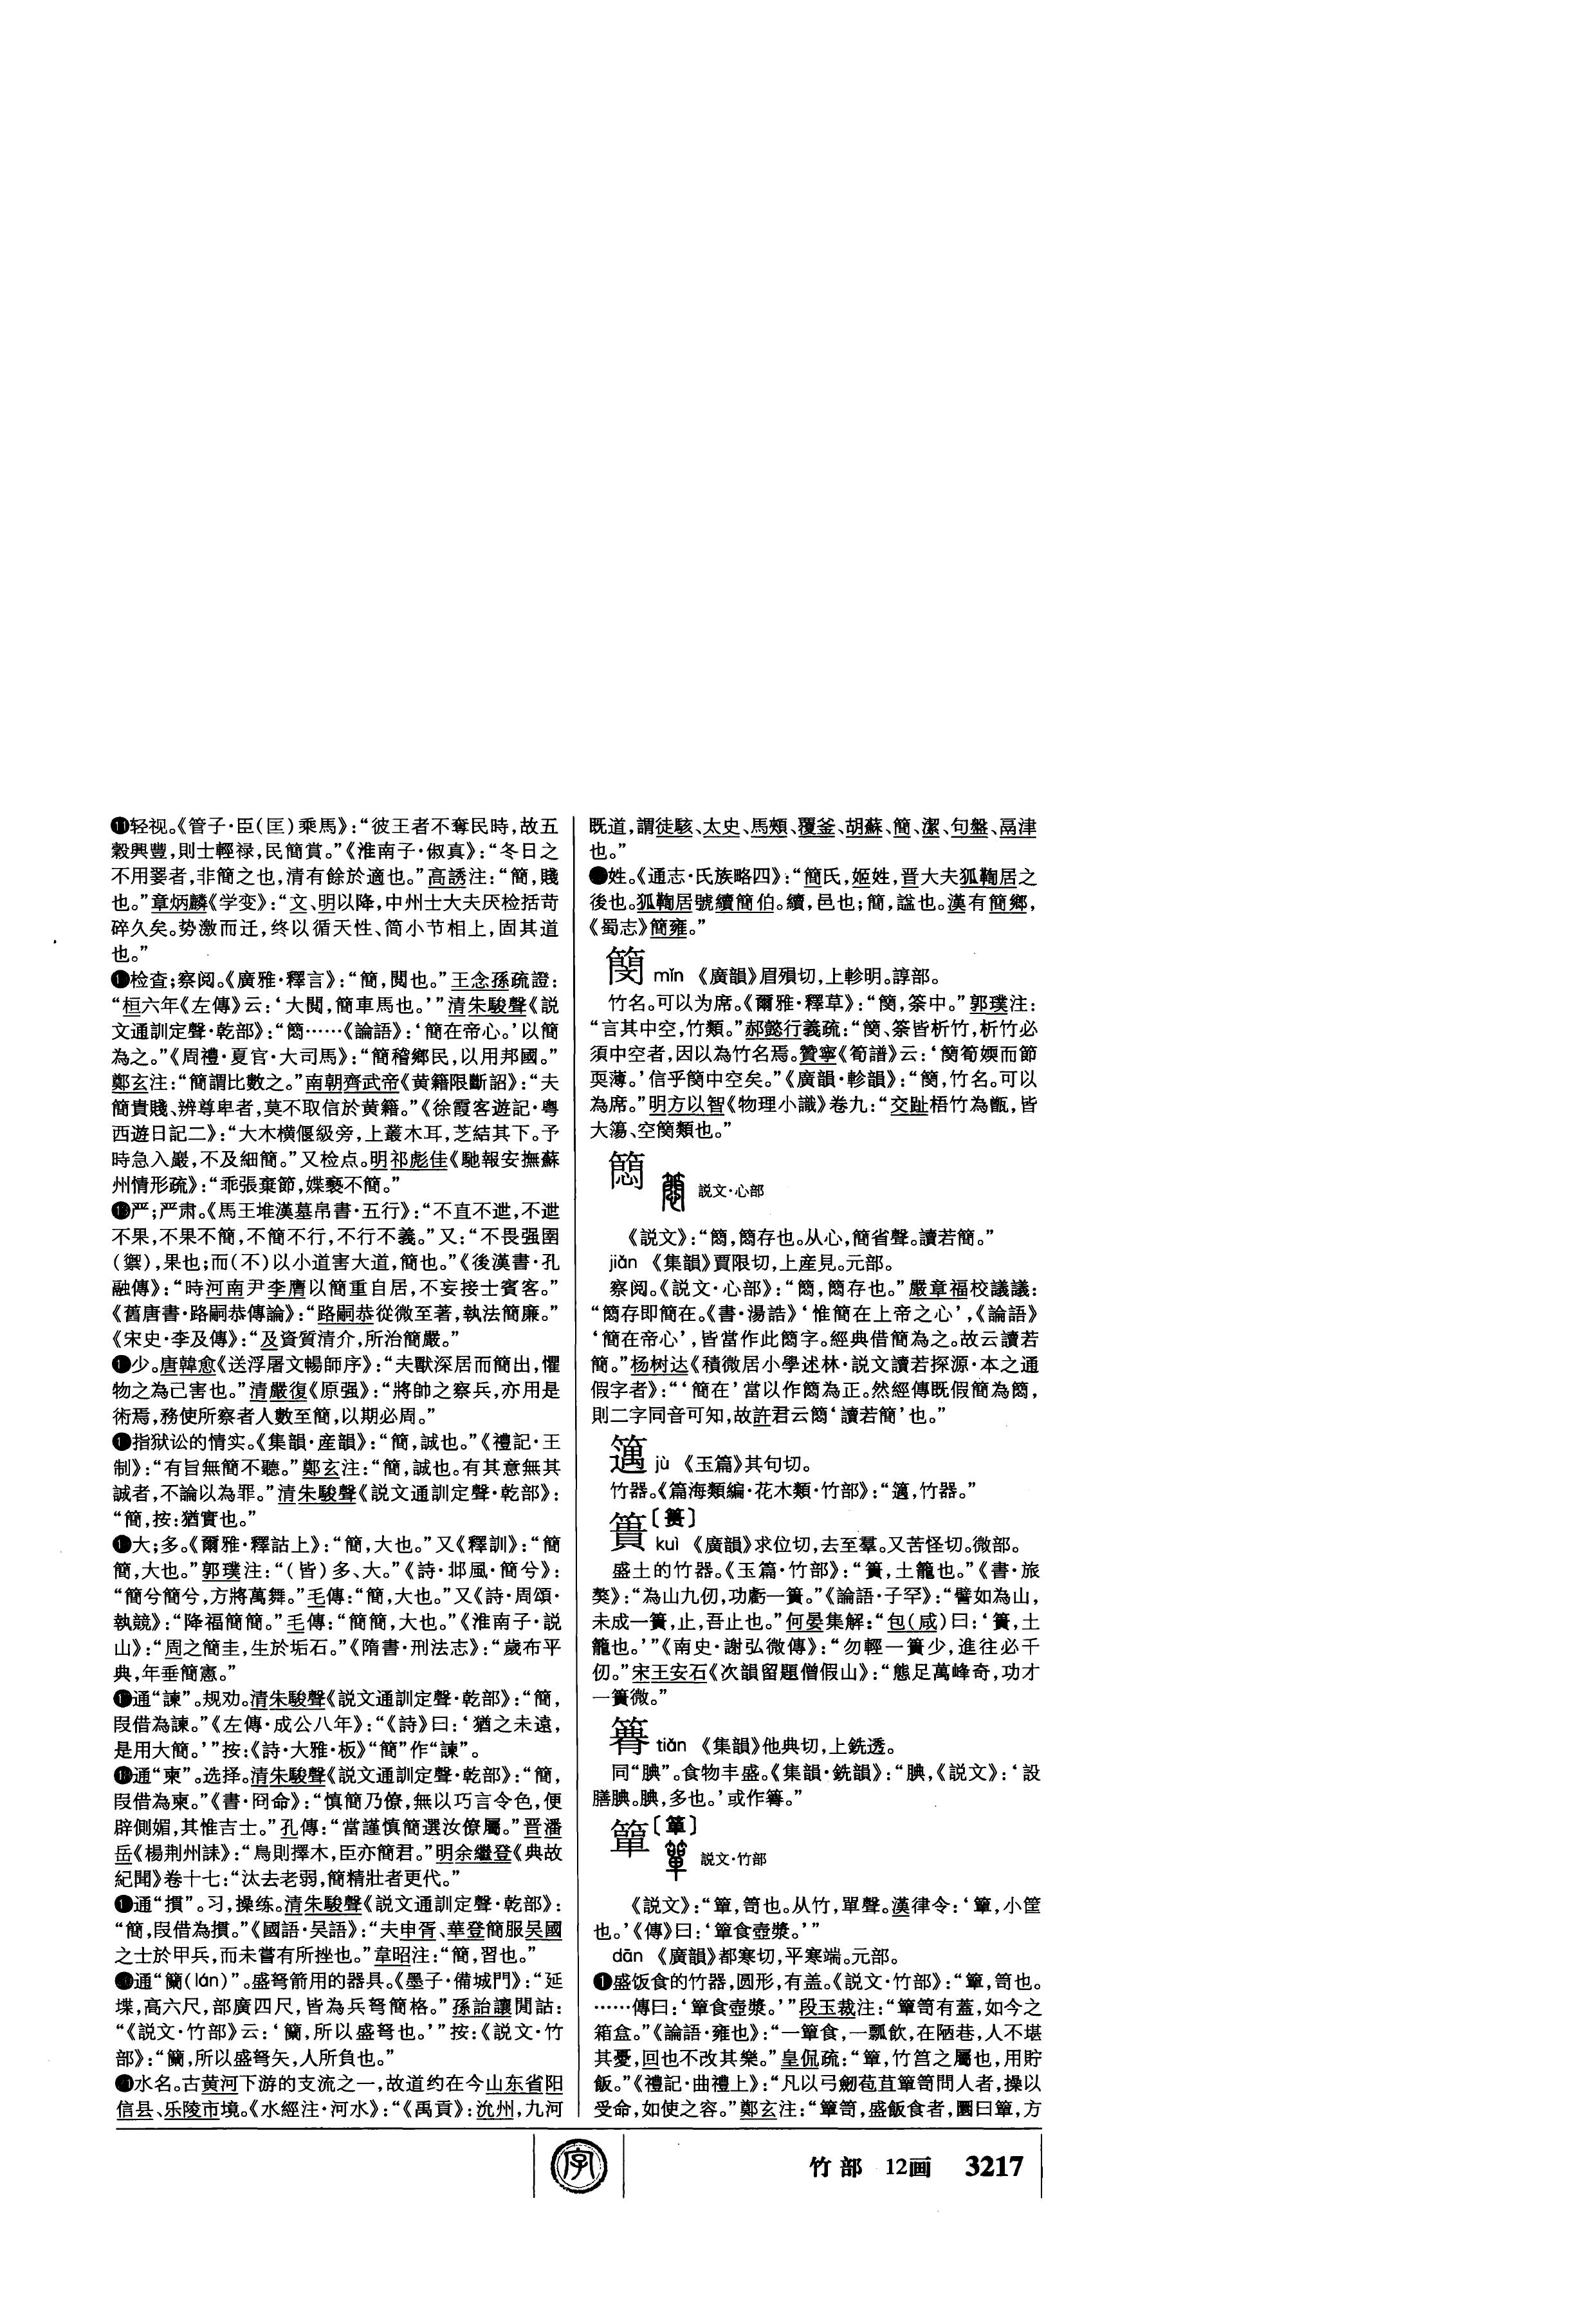 ⓫轻视。《管子·臣(匡)乘馬》：“彼王者不奪民時，故五
穀興豐，則士輕禄，民簡賞。”《淮南子·俶真》：“冬日之
不用翣者，非簡之也，清有餘於適也。”高誘注：“簡，賤
也。”章炳麟《学变》：“文、明以降，中州士大夫厌检括苛
碎久矣。势激而迁，终以循天性、简小节相上，固其道
也。”
检查；察阅。《廣雅·釋言》：“簡，閲也。”王念孫疏證：
“桓六年《左傳》云：‘大閲，簡車馬也。’”清朱駿聲《説
文通訓定聲·乾部》：“簡……《論語》：‘簡在帝心。’以簡
為之。”《周禮·夏官·大司馬》：“簡稽鄉民，以用邦國。”
鄭玄注：“簡謂比數之。”南朝齊武帝《黄籍限斷詔》：“夫
簡貴賤、辨尊卑者，莫不取信於黄籍。”《徐霞客遊記·粤
西遊日記二》：“大木横偃級旁，上叢木耳，芝結其下。予
時急入巖，不及細簡。”又检点。明祁彪佳《馳報安撫蘇
州情形疏》：“乖張棄節，媟褻不簡。”
⓭严；严肃。《馬王堆漢墓帛書·五行》：“不直不迣，不迣
不果，不果不簡，不簡不行，不行不義。”又：“不畏强圉
(禦)，果也；而(不)以小道害大道，簡也。”《後漢書·孔
融傳》：“時河南尹李膺以簡重自居，不妄接士賓客。”
《舊唐書·路嗣恭傳論》：“路嗣恭從微至著，執法簡廉。”
《宋史·李及傳》：“及資質清介，所治簡嚴。”
少。唐韓愈《送浮屠文暢師序》：“夫獸深居而簡出，懼
物之為己害也。”清嚴復《原强》：“將帥之察兵，亦用是
術焉，務使所察者人數至簡，以期必周。”
指狱讼的情实。《集韻·産韻》：“簡，誠也。”《禮記·王
制》：“有旨無簡不聽。”鄭玄注：“簡，誠也。有其意無其
誠者，不論以為罪。”清朱駿聲《説文通訓定聲·乾部》：
“簡，按：猶實也。”
大；多。《爾雅·釋詁上》：“簡，大也。”又《釋訓》：“簡
簡，大也。”郭璞注：“(皆)多、大。”《詩·邶風·簡兮》：
“簡兮簡兮，方將萬舞。”毛傳：“簡，大也。”又《詩·周頌·
執競》：“降福簡簡。”毛傳：“簡簡，大也。”《淮南子·説
山》：“周之簡圭，生於垢石。”《隋書·刑法志》：“歲布平
典，年垂簡憲。”
通“諫”。规劝。清朱駿聲《説文通訓定聲·乾部》：“簡，
叚借為諫。”《左傳·成公八年》：“《詩》曰：‘猶之未遠，
是用大簡。’”按：《詩·大雅·板》“簡”作“諫”。
⓲通“柬”。选择。清朱駿聲《説文通訓定聲·乾部》：“簡，
叚借為柬。”《書·冏命》：“慎簡乃僚，無以巧言令色，便
辟側媚，其惟吉士。”孔傳：“當謹慎簡選汝僚屬。”晋潘
岳《楊荆州誄》：“鳥則擇木，臣亦簡君。”明余繼登《典故
紀聞》卷十七：“汰去老弱，簡精壯者更代。”
通“摜”。习，操练。清朱駿聲《説文通訓定聲·乾部》：
“簡，叚借為摜。”《國語·吴語》：“夫申胥、華登簡服吴國
之士於甲兵，而未嘗有所挫也。”韋昭注：“簡，習也。”
通“籣(lán)”。盛弩箭用的器具。《墨子·備城門》：“延
堞，高六尺，部廣四尺，皆為兵弩簡格。”孫詒讓閒詁：
“《説文·竹部》云：‘籣，所以盛弩也。’”按：《説文·竹
部》：“籣，所以盛弩矢，人所負也。”
水名。古黄河下游的支流之一，故道约在今山东省阳
信县、乐陵市境。《水經注·河水》：“《禹貢》：沇州，九河
既道，謂徒駭、太史、馬頰、覆釜、胡蘇、簡、潔、句盤、鬲津
也。”
姓。《通志·氏族略四》：“簡氏，姬姓，晋大夫狐鞫居之
後也。狐鞫居號續簡伯。續，邑也；簡，諡也。漢有簡鄉，
《蜀志》簡雍。”
簢 mǐn 《廣韻》眉殞切，上軫明。諄部。
竹名。可以为席。《爾雅·釋草》：“簢，筡中。”郭璞注：
“言其中空，竹類。”郝懿行義疏：“簢、筡皆析竹，析竹必
須中空者，因以為竹名焉。贊寧《筍譜》云：‘簢筍媆而節
耎薄。’信乎簢中空矣。”《廣韻·軫韻》：“簢，竹名。可以
為席。”明方以智《物理小識》卷九：“交趾梧竹為甑，皆
大簜、空簢類也。”
𥳑 説文·心部
《説文》：“𥳑，𥳑存也。从心，簡省聲。讀若簡。”
jiǎn 《集韻》賈限切，上産見。元部。
察阅。《説文·心部》：“𥳑，𥳑存也。”嚴章福校議議：
“𥳑存即簡在。《書·湯誥》‘惟簡在上帝之心’，《論語》
‘簡在帝心’，皆當作此𥳑字。經典借簡為之。故云讀若
簡。”杨树达《積微居小學述林·説文讀若探源·本之通
假字者》：“‘簡在’當以作𥳑為正。然經傳既假簡為𥳑，
則二字同音可知，故許君云𥳑‘讀若簡’也。”
jù 《玉篇》其句切。
竹器。《篇海類編·花木類·竹部》：“，竹器。”
簣〔篑〕
kuì 《廣韻》求位切，去至羣。又苦怪切。微部。
盛土的竹器。《玉篇·竹部》：“簣，土籠也。”《書·旅
獒》：“為山九仞，功虧一簣。”《論語·子罕》：“譬如為山，
未成一簣，止，吾止也。”何晏集解：“包(咸)曰：‘簣，土
籠也。’”《南史·謝弘微傳》：“勿輕一簣少，進往必千
仞。”宋王安石《次韻留題僧假山》：“態足萬峰奇，功才
一簣微。”
tiǎn 《集韻》他典切，上銑透。
同“腆”。食物丰盛。《集韻·銑韻》：“腆，《説文》：‘設
膳腆。腆，多也。’或作。”
簞〔箪〕
説文·竹部
《説文》：“簞，笥也。从竹，單聲。漢律令：‘簞，小筐
也。’《傳》曰：‘簞食壺漿。’”
dān 《廣韻》都寒切，平寒端。元部。
❶盛饭食的竹器，圆形，有盖。《説文·竹部》：“簞，笥也。
……傳曰：‘簞食壺漿。’”段玉裁注：“簞笥有蓋，如今之
箱盒。”《論語·雍也》：“一簞食，一瓢飲，在陋巷，人不堪
其憂，回也不改其樂。”皇侃疏：“簞，竹筥之屬也，用貯
飯。”《禮記·曲禮上》：“凡以弓劒苞苴簞笥問人者，操以
受命，如使之容。”鄭玄注：“簞笥，盛飯食者，圜曰簞，方
字
竹部 12画 3217